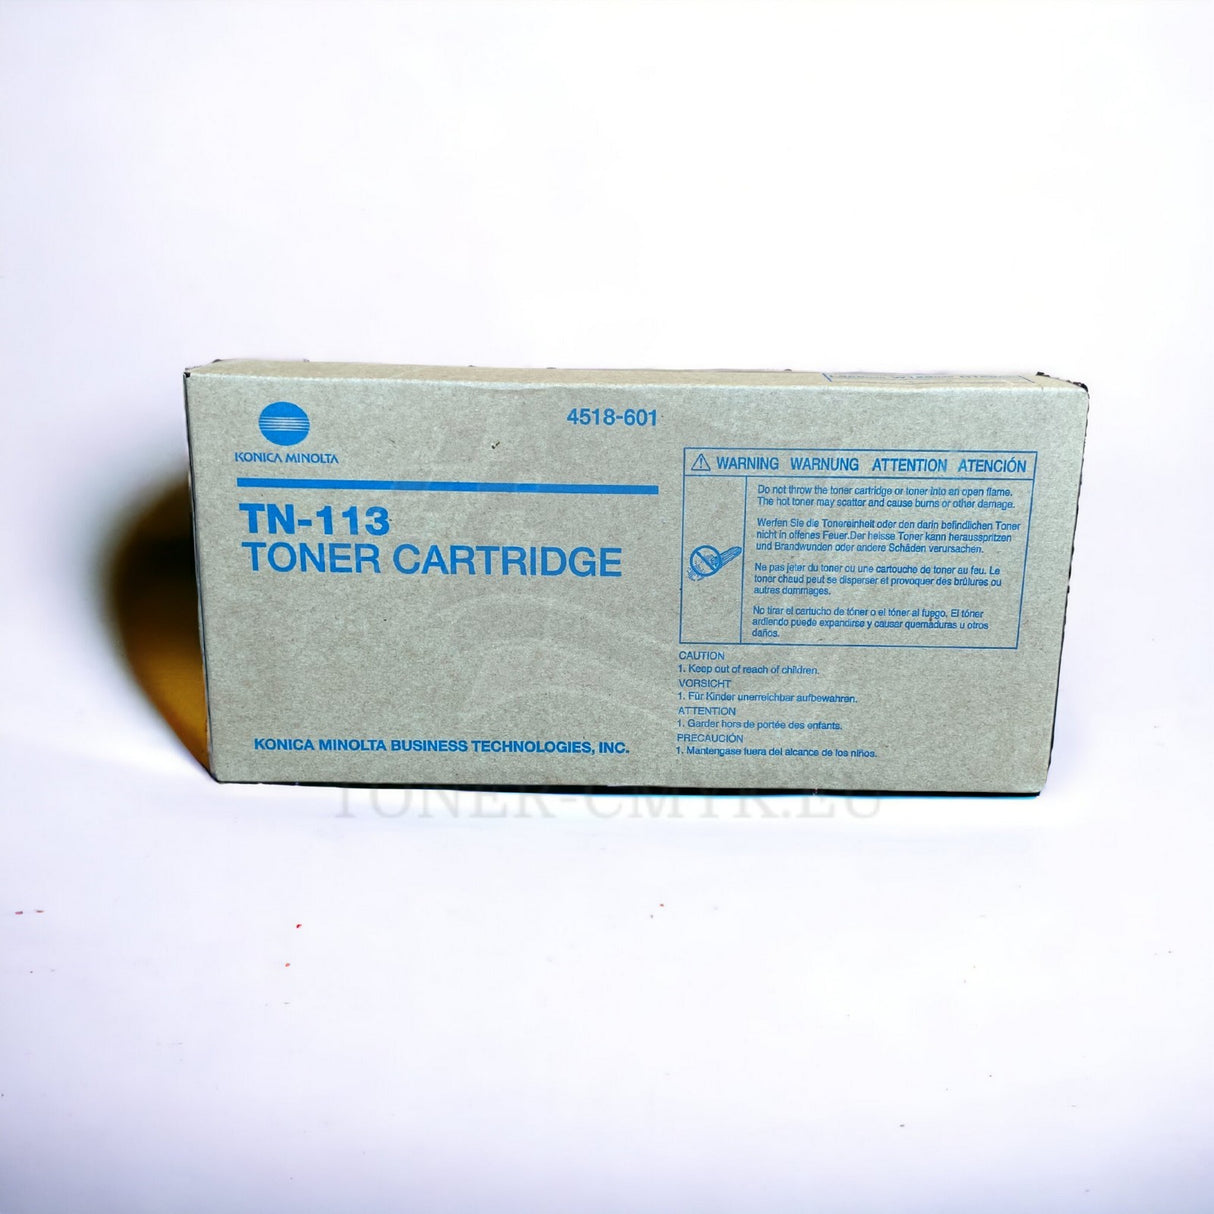 4518-601
KONICA MINOLTA
TN-113
TONER CARTRIDGE
KONICA MINOLTA BUSINESS TECHNOLOGIES, INC.
⚠ WARNING WARNUNG ATTENTION ATENCIÓN
Do not throw the toner cartridge or toner into an open flame.
The hot toner may scatter and cause burns or other damage.
Werfen Sie die Tonereinheit oder den darin befindlichen Toner
nicht in offenes Feuer.Der heisse Toner kann herausspritzen
und Brandwunden oder andere Schäden verursachen.
Ne pas jeter du toner ou une cartouche de toner au feu. Le
toner chaud peut se disperser et provoquer des brûlures ou
autres dommages.
No tirar el cartucho de tóner o el tóner al fuego. El tóner
ardiendo puede expandirse y causar quemaduras u otros
daños.
CAUTION
1. Keep out of reach of children.
VORSICHT
1. Für Kinder unerreichbar aufbewahren.
ATTENTION
1. Garder hors de portée des enfants.
PRECAUCIÓN
1. Mantengase fuera del alcance de los niños.
TONER-CMYK.EU